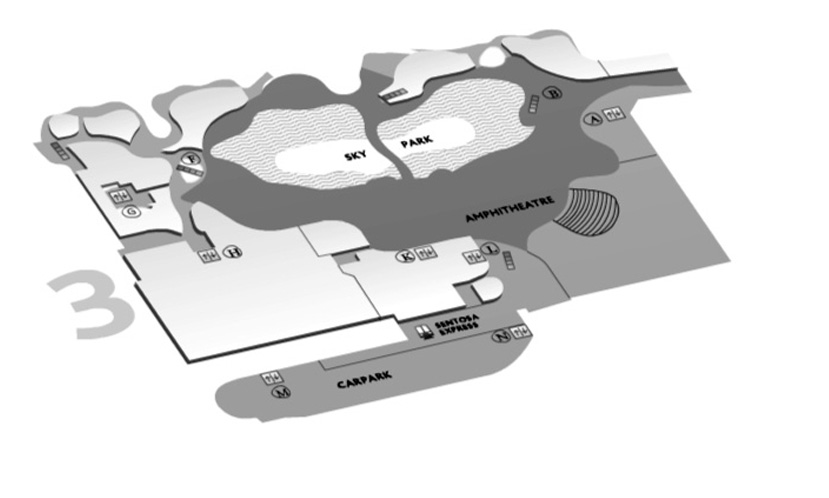 B
A
SKY PARK
F
G
AMPHITHEATRE
H
K
L
3
SENTOSA
EXPRESS
N
CARPARK
M